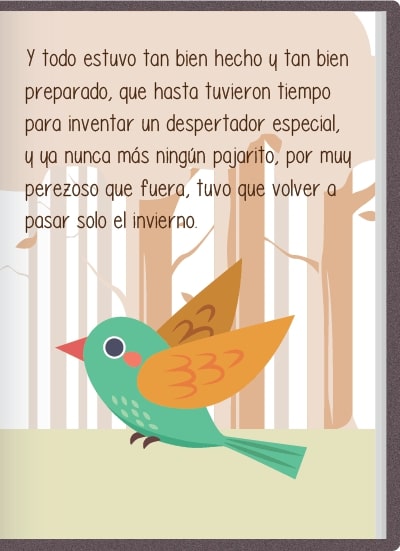 Y todo estuvo tan bien hecho y tan bien
preparado, que hasta tuvieron tiempo
para inventar un despertador especial,
y ya nunca más ningún pajarito, por muy
perezoso que fuera, tuvo que volver a
pasar solo el invierno.